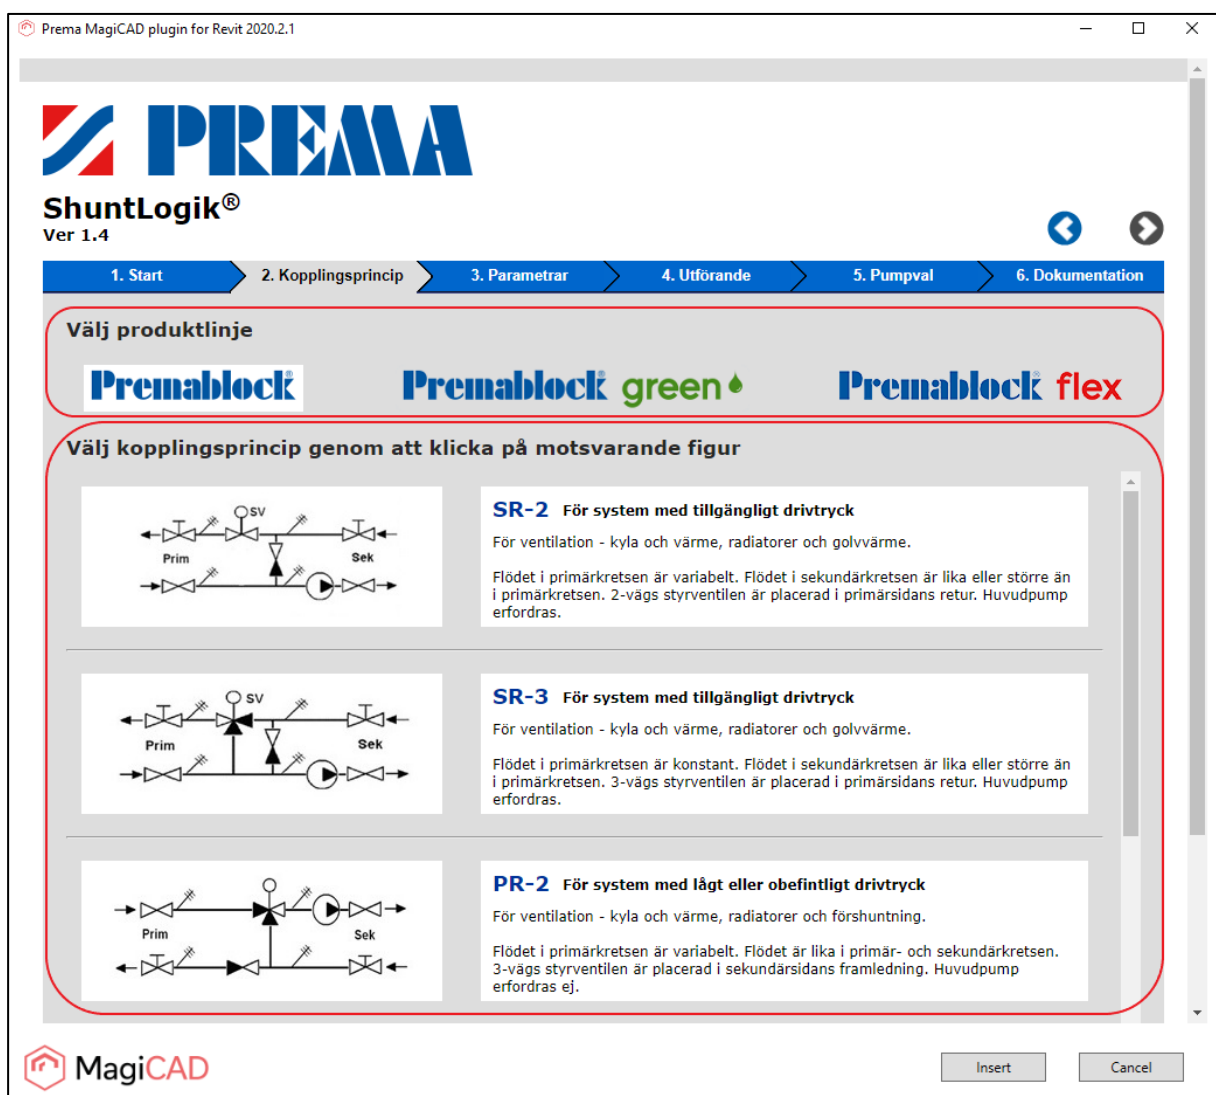 Prema MagiCAD plugin for Revit 2020.2.1
PREMA
ShuntLogik®
Ver 1.4
1. Start
2. Kopplingsprincip
3. Parametrar
4. Utförande
5. Pumpval
6. Dokumentation
Välj produktlinje
Premablock®
Premablock® green
Premablock® flex
Välj kopplingsprincip genom att klicka på motsvarande figur
SV
Prim
Sek
SR-2 För system med tillgängligt drivtryck
För ventilation - kyla och värme, radiatorer och golvvärme.
Flödet i primärkretsen är variabelt. Flödet i sekundärkretsen är lika eller större än
i primärkretsen. 2-vägs styrventilen är placerad i primärsidans retur. Huvudpump
erfordras.
SV
Prim
Sek
SR-3 För system med tillgängligt drivtryck
För ventilation - kyla och värme, radiatorer och golvvärme.
Flödet i primärkretsen är konstant. Flödet i sekundärkretsen är lika eller större än
i primärkretsen. 3-vägs styrventilen är placerad i primärsidans retur. Huvudpump
erfordras.
Prim
Sek
PR-2 För system med lågt eller obefintligt drivtryck
För ventilation - kyla och värme, radiatorer och förshuntning.
Flödet i primärkretsen är variabelt. Flödet är lika i primär- och sekundärkretsen.
3-vägs styrventilen är placerad i sekundärsidans framledning. Huvudpump
erfordras ej.
MagiCAD
Insert
Cancel